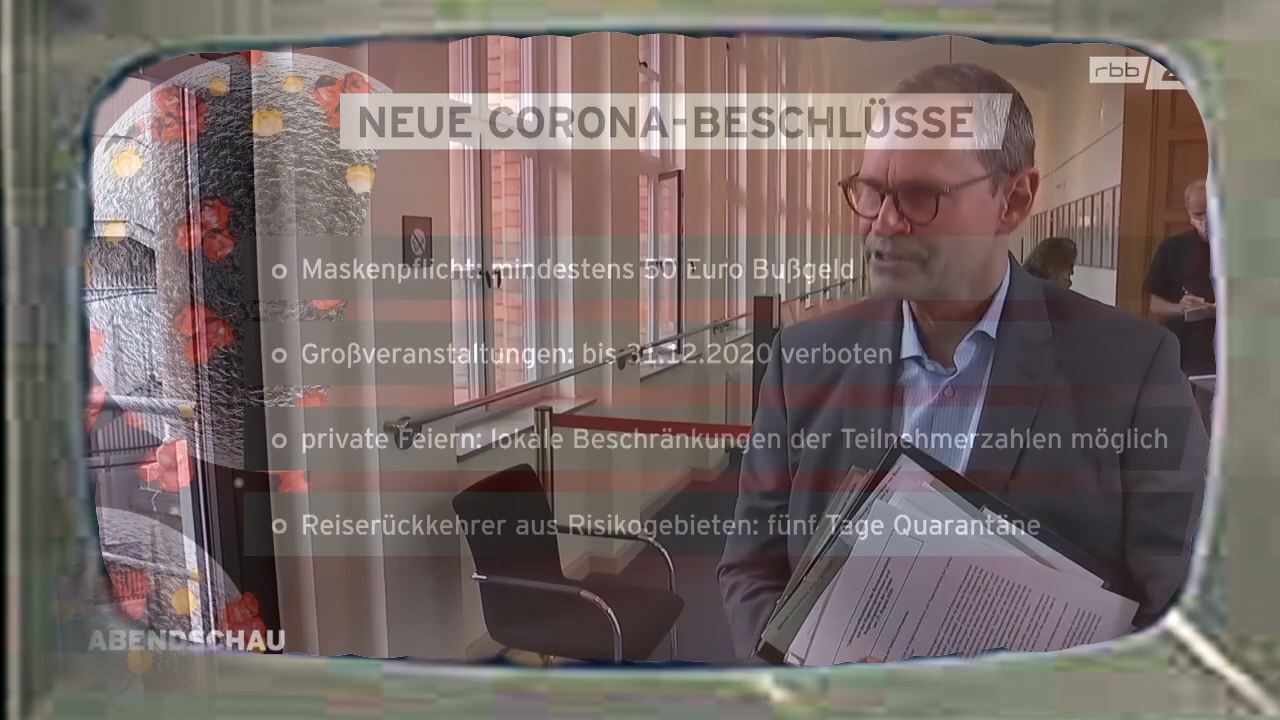 rbb
NEUE CORONA-BESCHLÜSSE
o Maskenpflicht: mindestens 50 Euro Bußgeld
o Großveranstaltungen: bis 31.12.2020 verboten
o private Feiern: lokale Beschränkungen der Teilnehmerzahlen möglich
o Reiserückkehrer aus Risikogebieten: fünf Tage Quarantäne
ABENDSCHAU